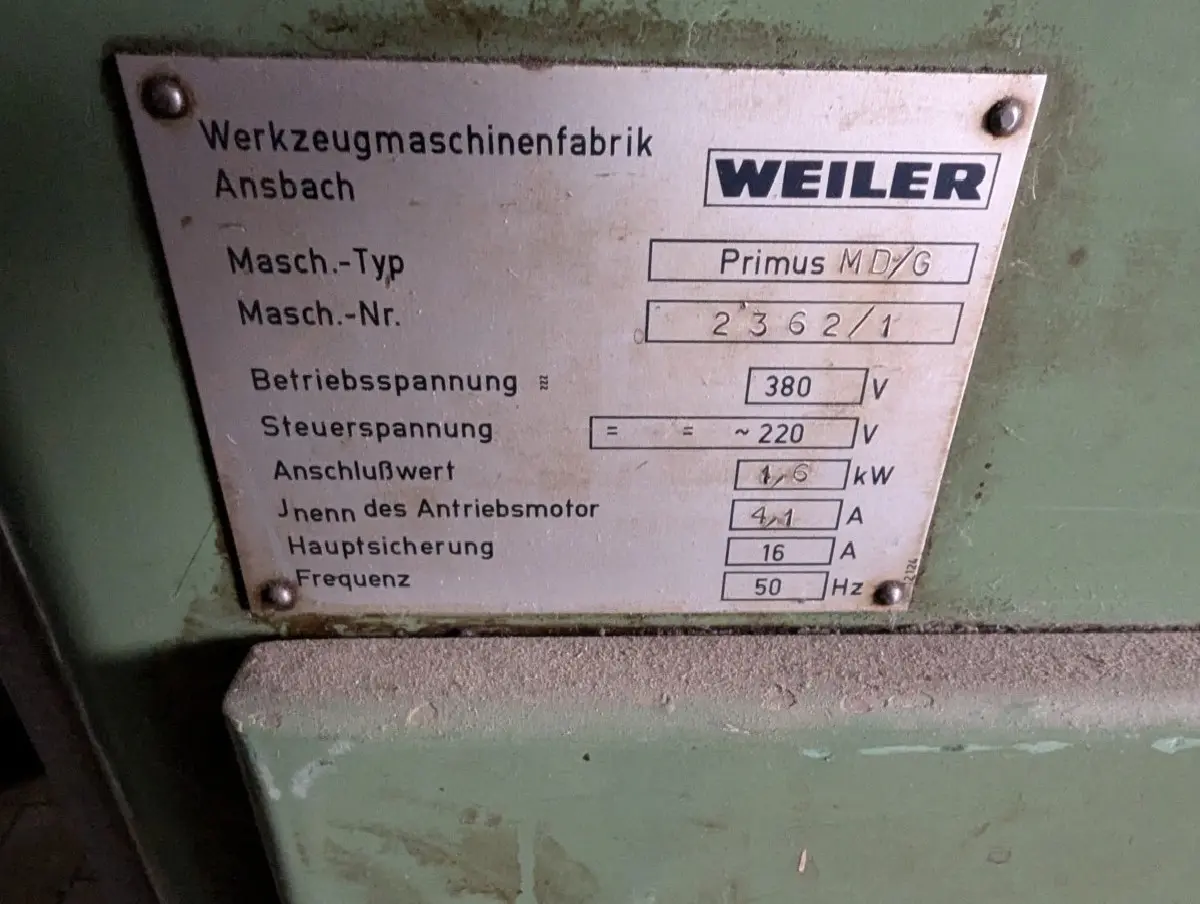 Werkzeugmaschinenfabrik
Ansbach
WEILER
Masch.-Typ Primus MD/G
Masch.-Nr. 2362/1
Betriebsspannung 380 V
Steuerspannung = = ~ 220 V
Anschlußwert 1,6 kW
Jnenn des Antriebsmotor 4,1 A
Hauptsicherung 16 A
Frequenz 50 Hz